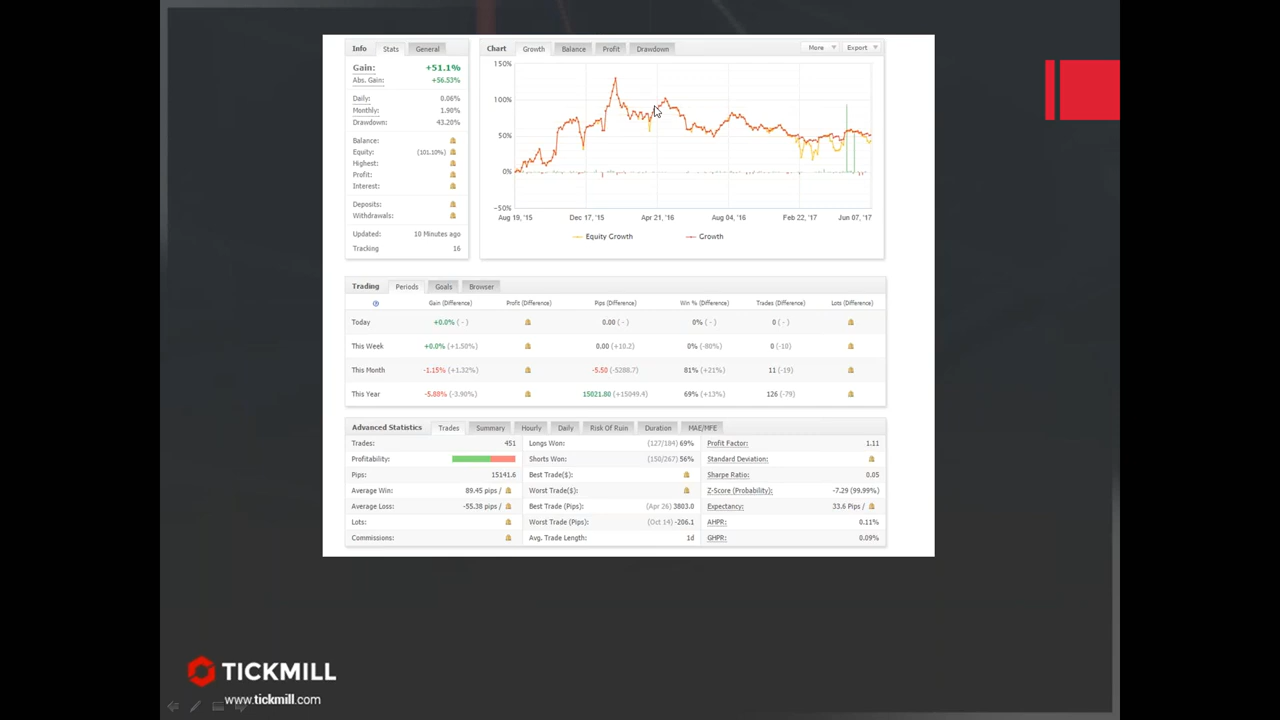 Info Stats General
Gain: +51.1%
Abs. Gain: +56.53%
Daily: 0.06%
Monthly: 1.90%
Drawdown: 43.20%
Balance:
Equity: (101.10%)
Highest:
Profit:
Interest:
Deposits:
Withdrawals:
Updated: 10 Minutes ago
Tracking 16
Chart Growth Balance Profit Drawdown More Export
150%
100%
50%
0%
-50%
Aug 19, '15 Dec 17, '15 Apr 21, '16 Aug 04, '16 Feb 22, '17 Jun 07, '17
Equity Growth Growth
Trading Periods Goals Browser
Gain (Difference) Profit (Difference) Pips (Difference) Win % (Difference) Trades (Difference) Lots (Difference)
Today +0.0% ( - ) 0.00 ( - ) 0% ( - ) 0 ( - )
This Week +0.0% (+1.50%) 0.00 (+10.2) 0% (-80%) 0 (-10)
This Month -1.15% (+1.32%) -5.50 (-5288.7) 81% (+21%) 11 (-19)
This Year -5.88% (-3.90%) 15021.80 (+15049.4) 69% (+13%) 126 (-79)
Advanced Statistics Trades Summary Hourly Daily Risk Of Ruin Duration MAE/MFE
Trades: 451 Longs Won: (127/184) 69% Profit Factor: 1.11
Profitability: Shorts Won: (150/267) 56% Standard Deviation:
Pips: 15141.6 Best Trade($): Sharpe Ratio: 0.05
Average Win: 89.45 pips / Worst Trade($): Z-Score (Probability): -7.29 (99.99%)
Average Loss: -55.38 pips / Best Trade (Pips): (Apr 26) 3803.0 Expectancy: 33.6 Pips /
Lots: Worst Trade (Pips): (Oct 14) -206.1 AHPR: 0.11%
Commissions: Avg. Trade Length: 1d GHPR: 0.09%
TICKMILL
www.tickmill.com